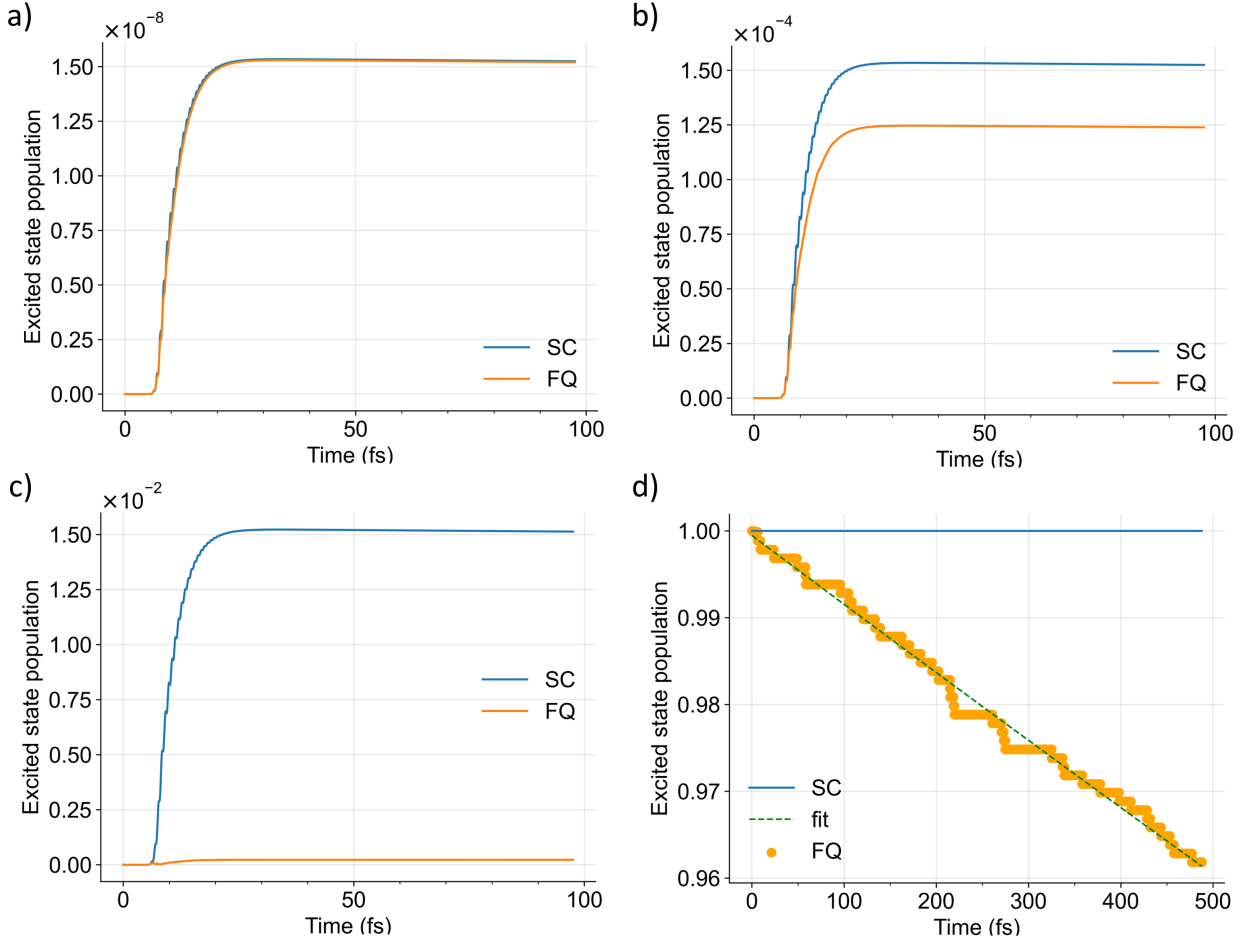 a)
×10⁻⁸
Excited state population
1.50
1.25
1.00
0.75
0.50
0.25
0.00
SC
FQ
0
50
100
Time (fs)
b)
×10⁻⁴
Excited state population
1.50
1.25
1.00
0.75
0.50
0.25
0.00
SC
FQ
0
50
100
Time (fs)
c)
×10⁻²
Excited state population
1.50
1.25
1.00
0.75
0.50
0.25
0.00
SC
FQ
0
50
100
Time (fs)
d)
Excited state population
1.00
0.99
0.98
0.97
0.96
SC
fit
FQ
0
100
200
300
400
500
Time (fs)